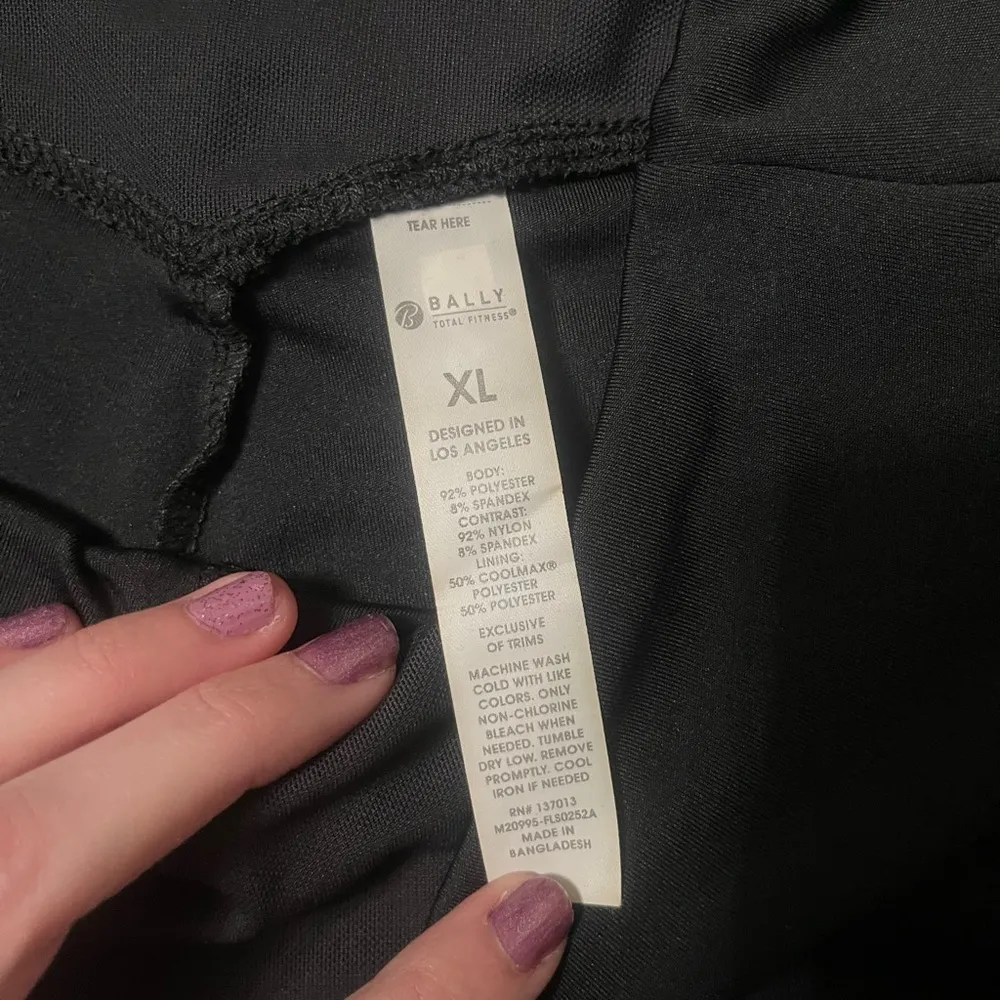 TEAR HERE
B BALLY
TOTAL FITNESS®
XL
DESIGNED IN
LOS ANGELES
BODY:
92% POLYESTER
8% SPANDEX
CONTRAST:
92% NYLON
8% SPANDEX
LINING:
50% COOLMAX®
POLYESTER
50% POLYESTER
EXCLUSIVE
OF TRIMS
MACHINE WASH
COLD WITH LIKE
COLORS. ONLY
NON-CHLORINE
BLEACH WHEN
NEEDED. TUMBLE
DRY LOW. REMOVE
PROMPTLY. COOL
IRON IF NEEDED
RN# 137013
M20995-FLS0252A
MADE IN
BANGLADESH